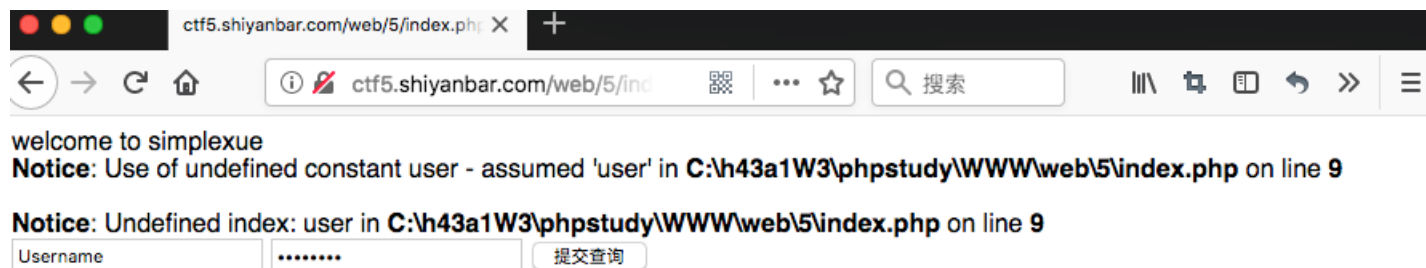 ctf5.shiyanbar.com/web/5/index.php
ctf5.shiyanbar.com/web/5/ind
搜索
welcome to simplexue
Notice: Use of undefined constant user - assumed 'user' in C:\h43a1W3\phpstudy\WWW\web\5\index.php on line 9
Notice: Undefined index: user in C:\h43a1W3\phpstudy\WWW\web\5\index.php on line 9
Username •••••••• 提交查询